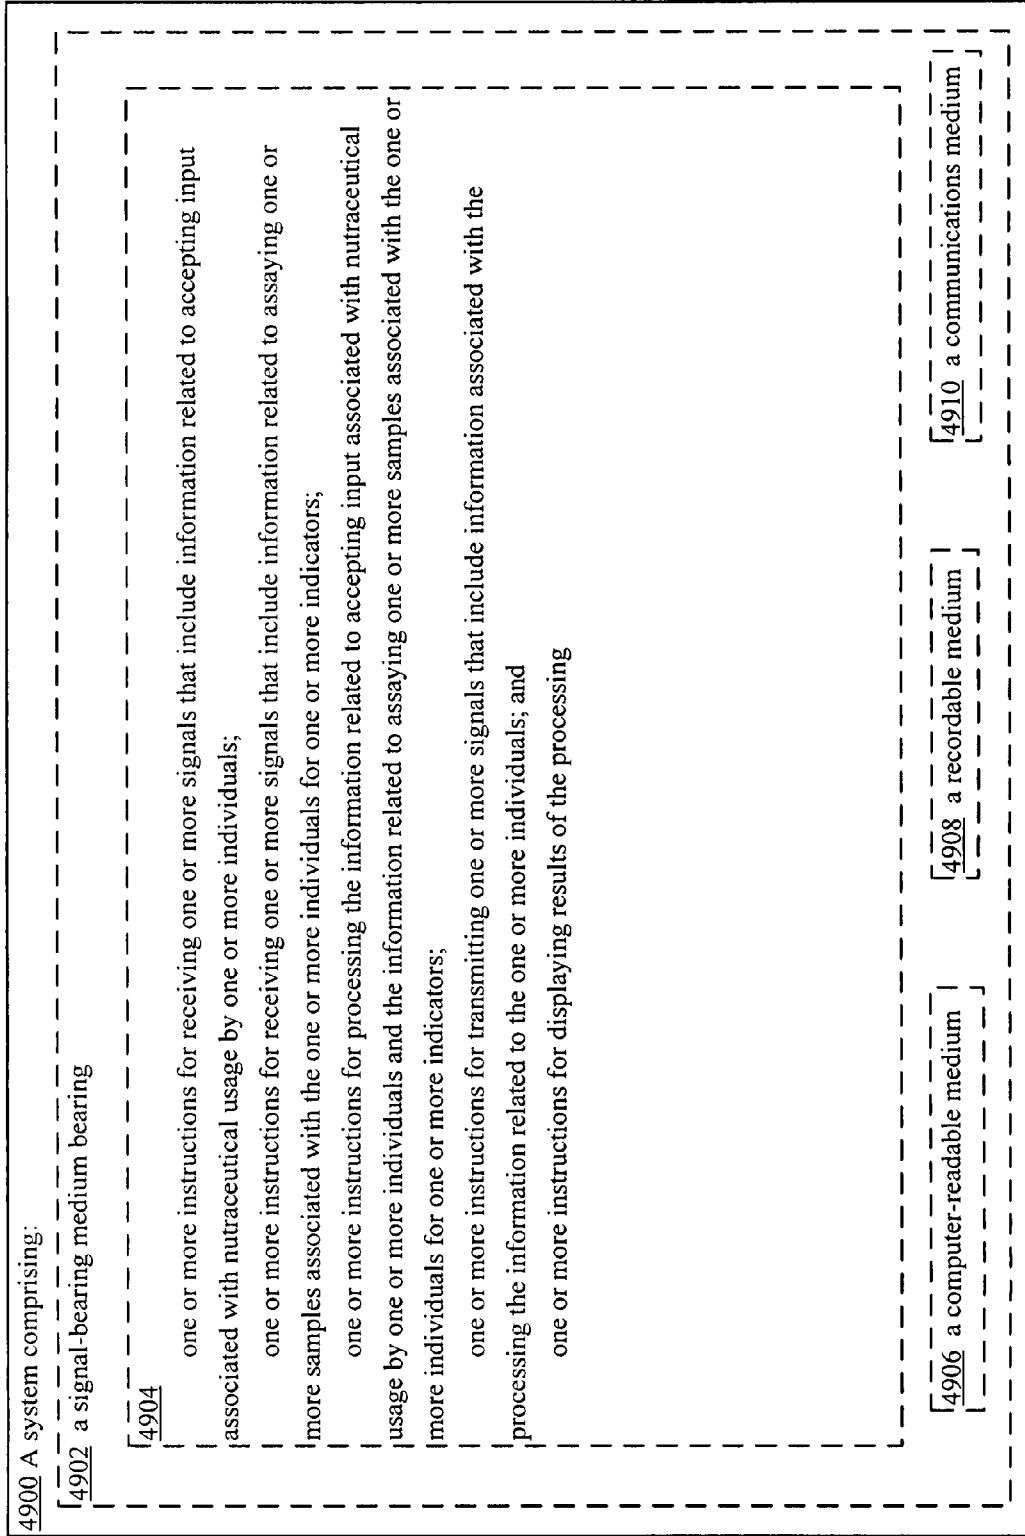 4900 A system comprising:
4902 a signal-bearing medium bearing
4904
one or more instructions for receiving one or more signals that include information related to accepting input
associated with nutraceutical usage by one or more individuals;
one or more instructions for receiving one or more signals that include information related to assaying one or
more samples associated with the one or more individuals for one or more indicators;
one or more instructions for processing the information related to accepting input associated with nutraceutical
usage by one or more individuals and the information related to assaying one or more samples associated with the one or
more individuals for one or more indicators;
one or more instructions for transmitting one or more signals that include information associated with the
processing the information related to the one or more individuals; and
one or more instructions for displaying results of the processing
4906 a computer-readable medium
4908 a recordable medium
4910 a communications medium